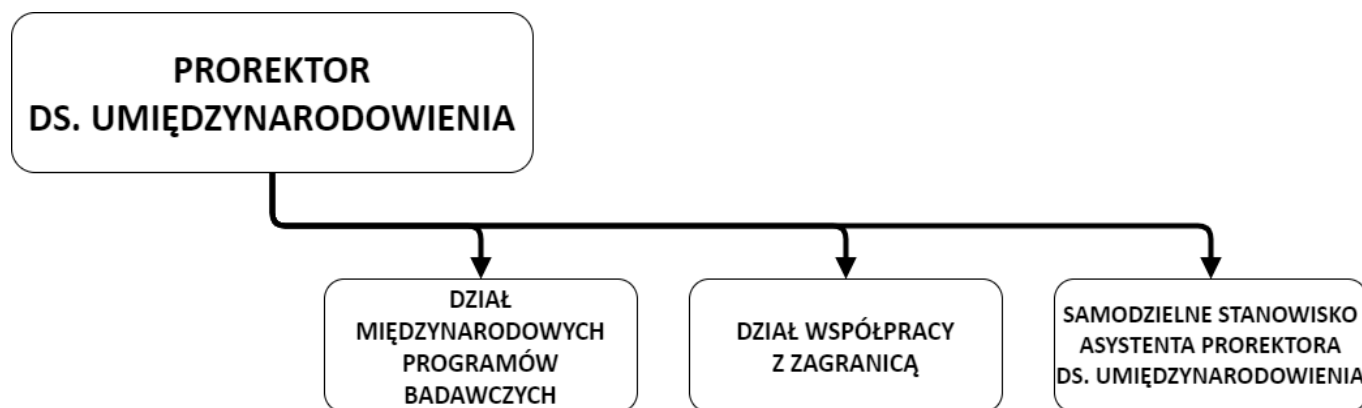 PROREKTOR
DS. UMIĘDZYNARODOWIENIA
DZIAŁ
MIĘDZYNARODOWYCH
PROGRAMÓW
BADAWCZYCH
DZIAŁ WSPÓŁPRACY
Z ZAGRANICĄ
SAMODZIELNE STANOWISKO
ASYSTENTA PROREKTORA
DS. UMIĘDZYNARODOWIENIA